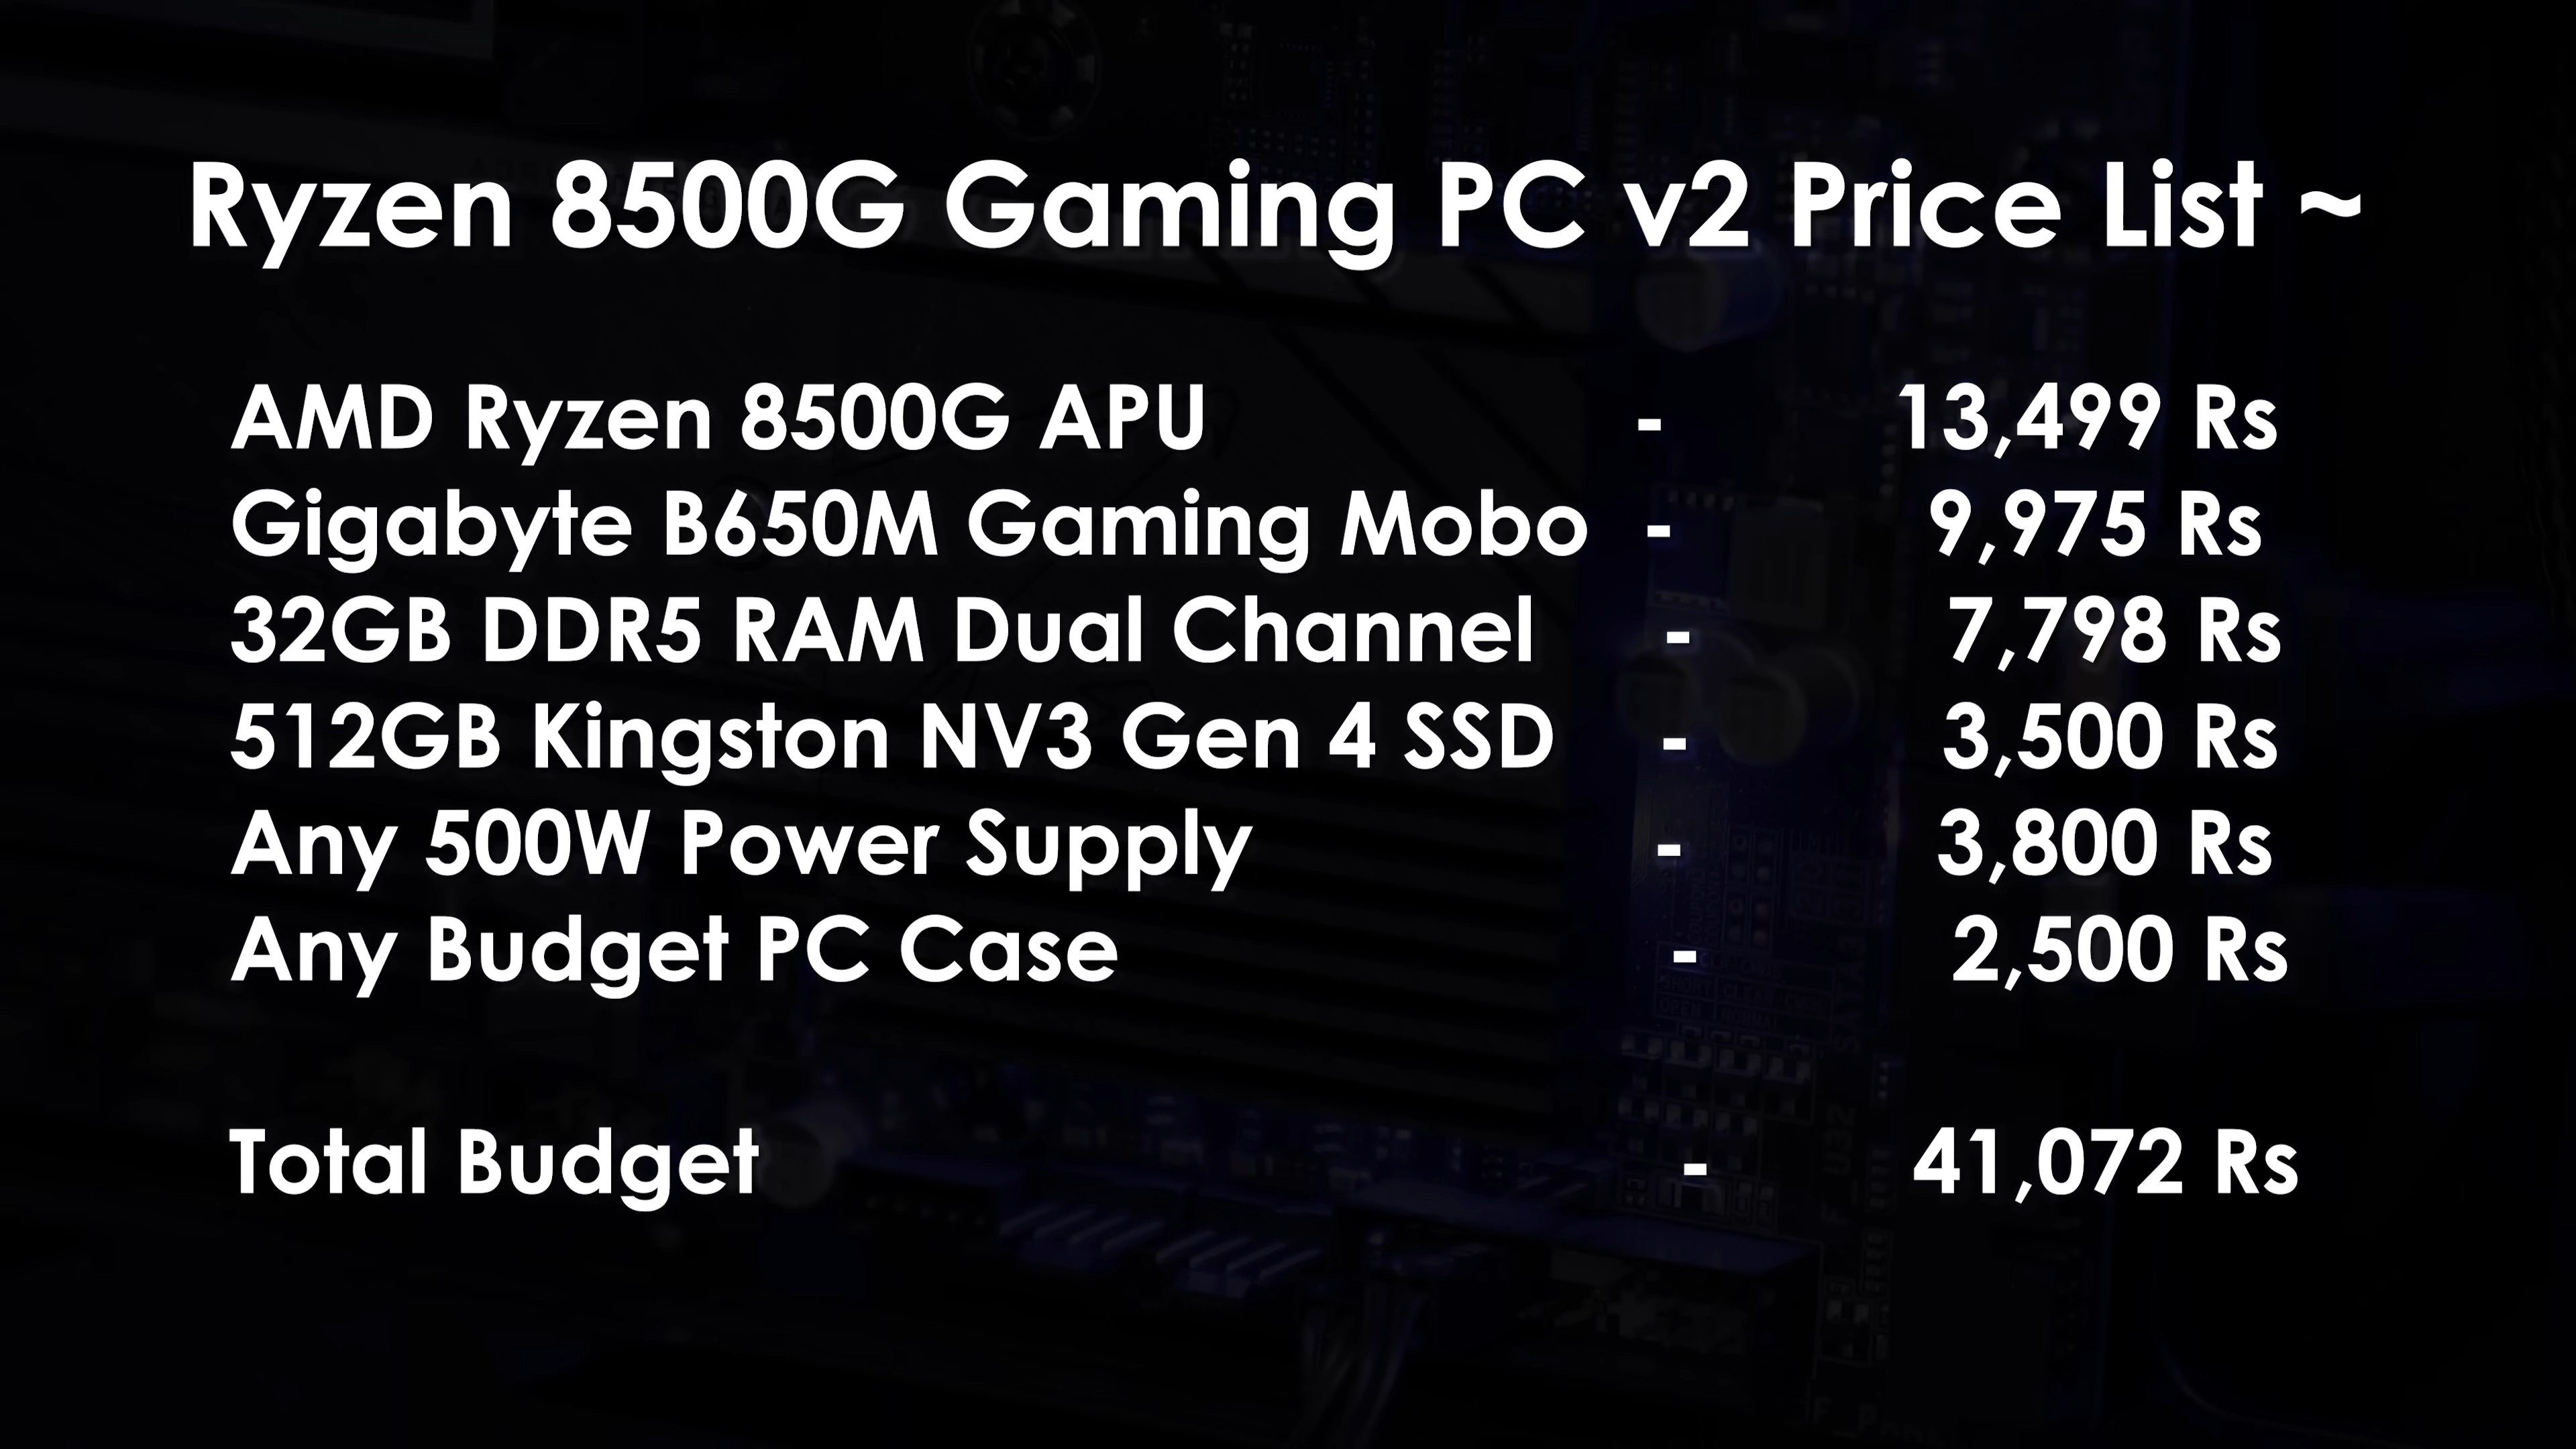 Ryzen 8500G Gaming PC v2 Price List ~
AMD Ryzen 8500G APU - 13,499 Rs
Gigabyte B650M Gaming Mobo - 9,975 Rs
32GB DDR5 RAM Dual Channel - 7,798 Rs
512GB Kingston NV3 Gen 4 SSD - 3,500 Rs
Any 500W Power Supply - 3,800 Rs
Any Budget PC Case - 2,500 Rs
Total Budget - 41,072 Rs